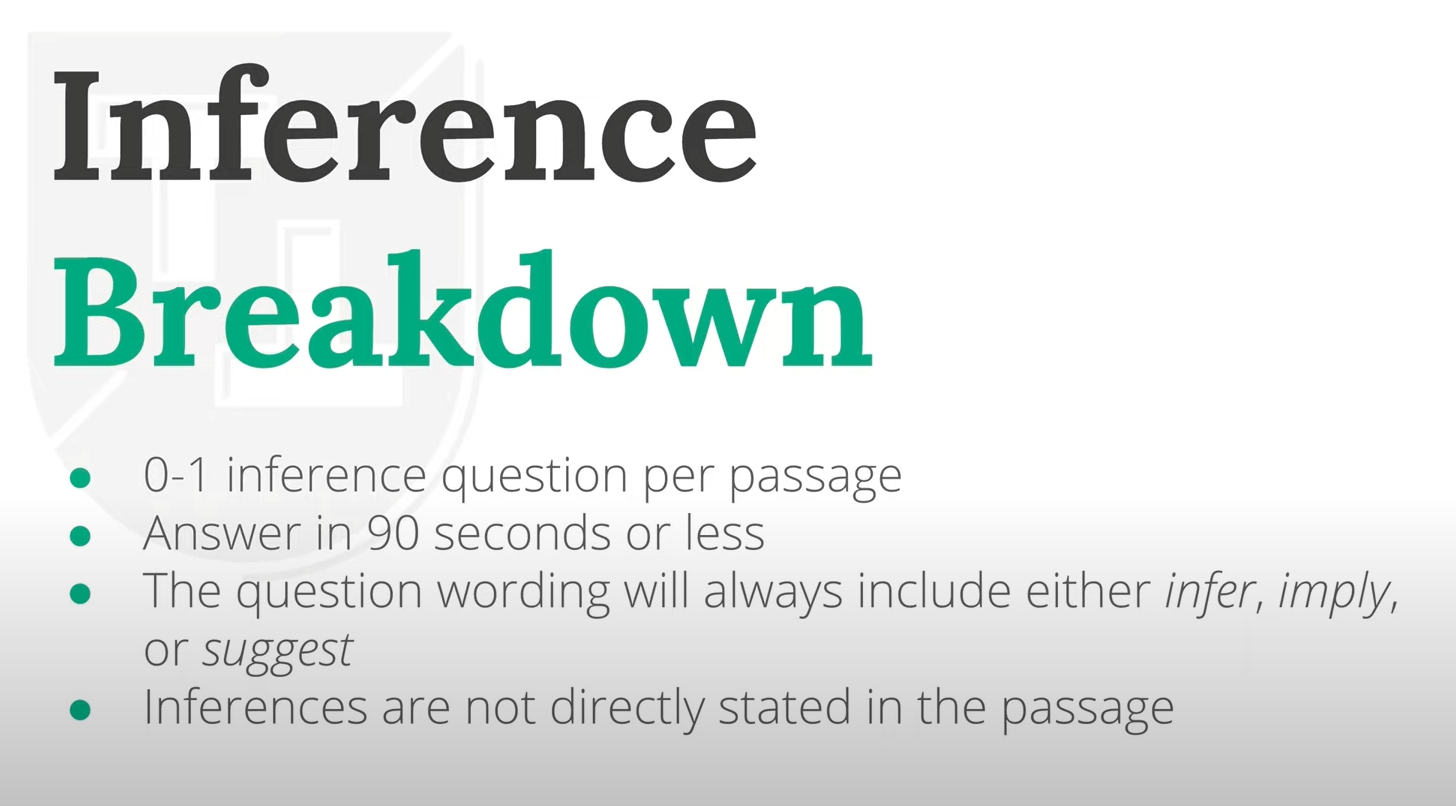 Inference
Breakdown
● 0-1 inference question per passage
● Answer in 90 seconds or less
● The question wording will always include either infer, imply,
or suggest
● Inferences are not directly stated in the passage